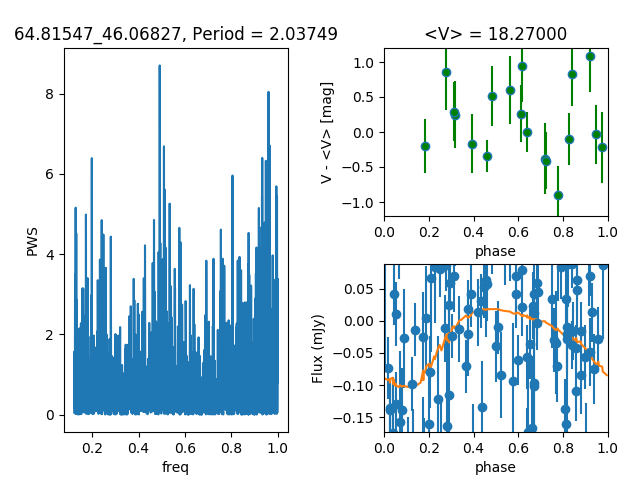 64.81547_46.06827, Period = 2.03749
PWS
8
6
4
2
0
0.2 0.4 0.6 0.8 1.0
freq
<V> = 18.27000
V - <V> [mag]
1.0
0.5
0.0
−0.5
−1.0
0.0 0.2 0.4 0.6 0.8 1.0
phase
Flux (mJy)
0.05
0.00
−0.05
−0.10
−0.15
0.0 0.2 0.4 0.6 0.8 1.0
phase